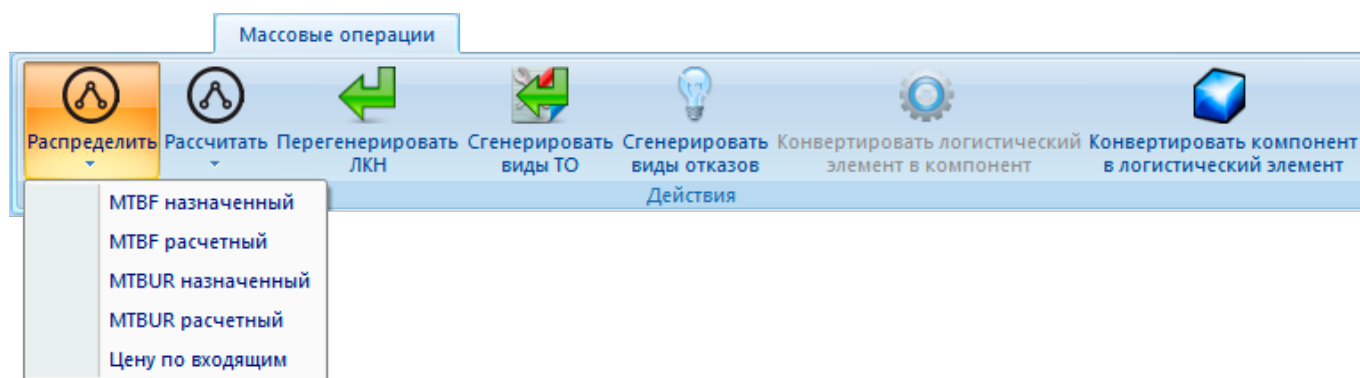 Массовые операции
Распределить Рассчитать Перегенерировать Сгенерировать Сгенерировать Конвертировать логистический Конвертировать компонент
ЛКН виды ТО виды отказов элемент в компонент в логистический элемент
Действия
MTBF назначенный
MTBF расчетный
MTBUR назначенный
MTBUR расчетный
Цену по входящим